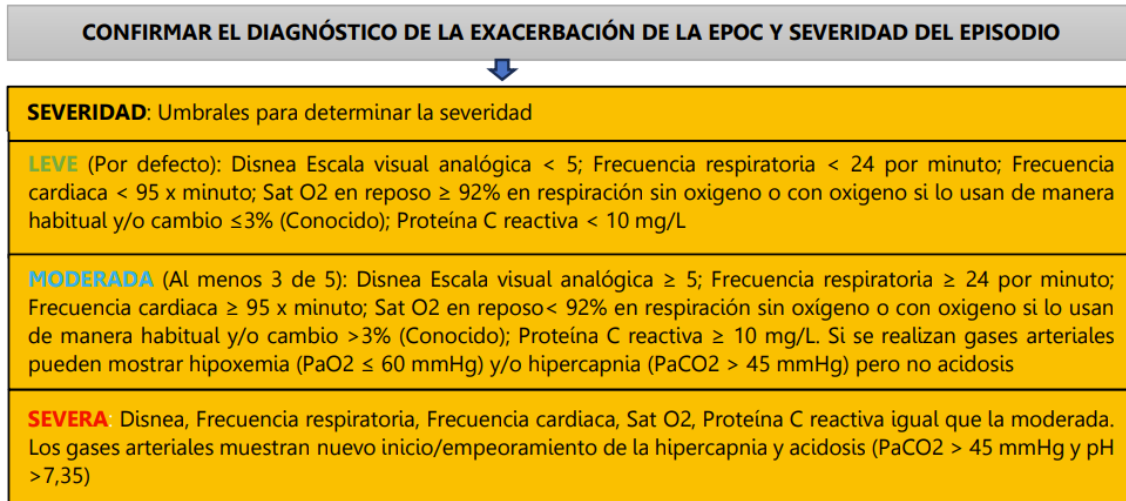 CONFIRMAR EL DIAGNÓSTICO DE LA EXACERBACIÓN DE LA EPOC Y SEVERIDAD DEL EPISODIO
SEVERIDAD: Umbrales para determinar la severidad
LEVE (Por defecto): Disnea Escala visual analógica < 5; Frecuencia respiratoria < 24 por minuto; Frecuencia
cardiaca < 95 x minuto; Sat O2 en reposo ≥ 92% en respiración sin oxigeno o con oxigeno si lo usan de manera
habitual y/o cambio ≤3% (Conocido); Proteína C reactiva < 10 mg/L
MODERADA (Al menos 3 de 5): Disnea Escala visual analógica ≥ 5; Frecuencia respiratoria ≥ 24 por minuto;
Frecuencia cardiaca ≥ 95 x minuto; Sat O2 en reposo< 92% en respiración sin oxígeno o con oxigeno si lo usan
de manera habitual y/o cambio >3% (Conocido); Proteína C reactiva ≥ 10 mg/L. Si se realizan gases arteriales
pueden mostrar hipoxemia (PaO2 ≤ 60 mmHg) y/o hipercapnia (PaCO2 > 45 mmHg) pero no acidosis
SEVERA: Disnea, Frecuencia respiratoria, Frecuencia cardiaca, Sat O2, Proteína C reactiva igual que la moderada.
Los gases arteriales muestran nuevo inicio/empeoramiento de la hipercapnia y acidosis (PaCO2 > 45 mmHg y pH
>7,35)